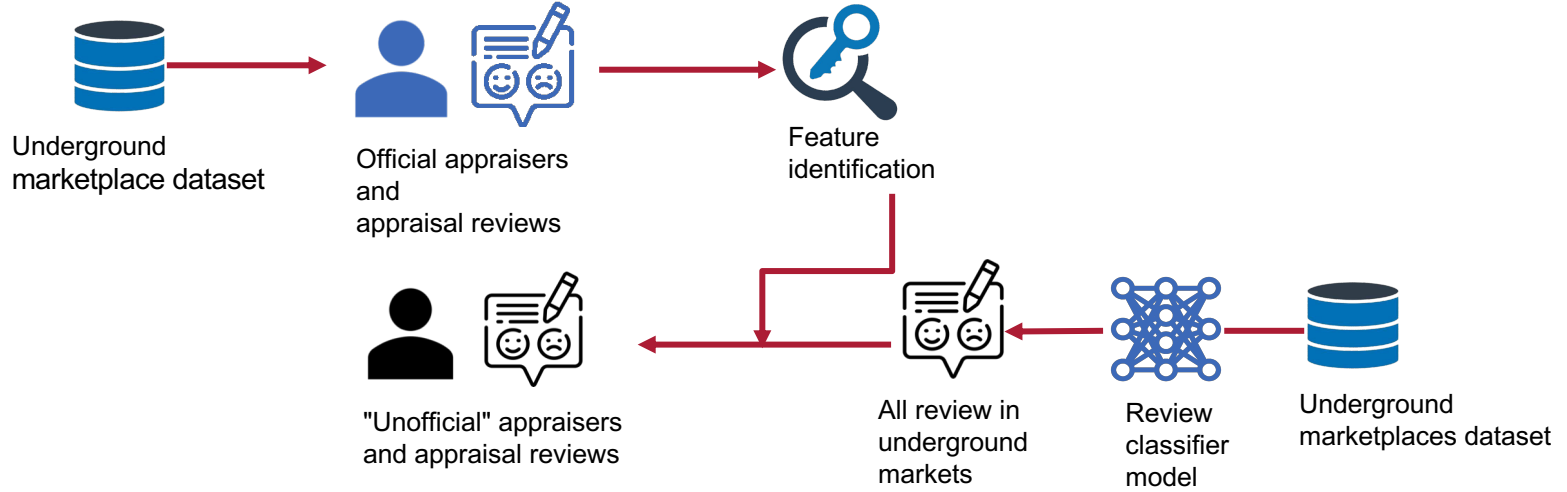 Underground
marketplace dataset
Official appraisers
and
appraisal reviews
Feature
identification
"Unofficial" appraisers
and appraisal reviews
All review in
underground
markets
Review
classifier
model
Underground
marketplaces dataset